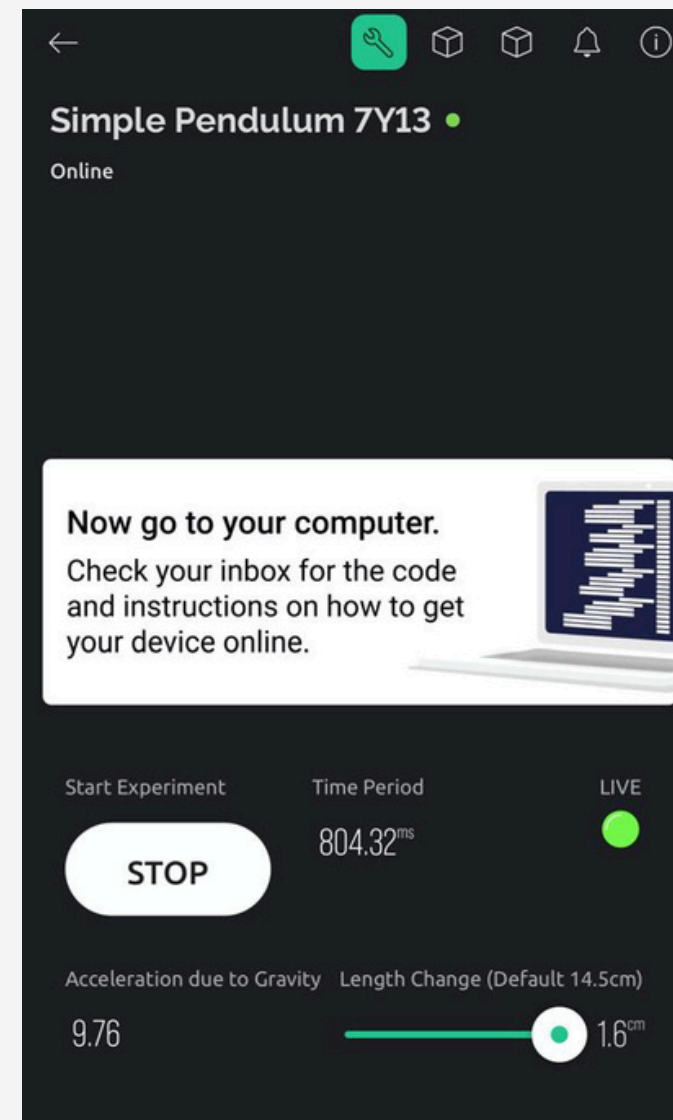 Simple Pendulum 7Y13
Online
Now go to your computer.
Check your inbox for the code
and instructions on how to get
your device online.
Start Experiment Time Period LIVE
STOP 804.32ms
Acceleration due to Gravity Length Change (Default 14.5cm)
9.76 1.6cm